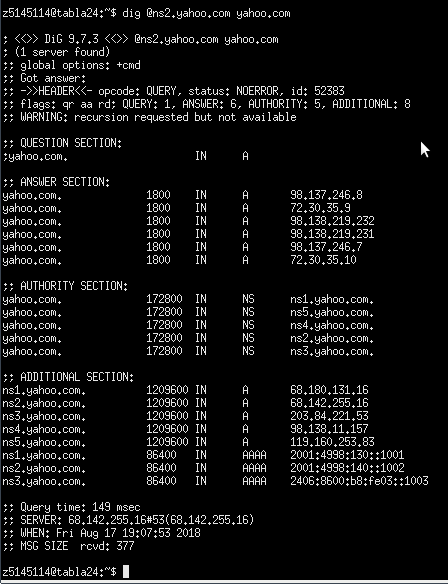 z5145114@tabla24:~$ dig @ns2.yahoo.com yahoo.com
; <<>> DiG 9.7.3 <<>> @ns2.yahoo.com yahoo.com
; (1 server found)
;; global options: +cmd
;; Got answer:
;; ->>HEADER<<- opcode: QUERY, status: NOERROR, id: 52383
;; flags: qr aa rd; QUERY: 1, ANSWER: 6, AUTHORITY: 5, ADDITIONAL: 8
;; WARNING: recursion requested but not available
;; QUESTION SECTION:
;yahoo.com. IN A
;; ANSWER SECTION:
yahoo.com. 1800 IN A 98.137.246.8
yahoo.com. 1800 IN A 72.30.35.9
yahoo.com. 1800 IN A 98.138.219.232
yahoo.com. 1800 IN A 98.138.219.231
yahoo.com. 1800 IN A 98.137.246.7
yahoo.com. 1800 IN A 72.30.35.10
;; AUTHORITY SECTION:
yahoo.com. 172800 IN NS ns1.yahoo.com.
yahoo.com. 172800 IN NS ns5.yahoo.com.
yahoo.com. 172800 IN NS ns4.yahoo.com.
yahoo.com. 172800 IN NS ns2.yahoo.com.
yahoo.com. 172800 IN NS ns3.yahoo.com.
;; ADDITIONAL SECTION:
ns1.yahoo.com. 1209600 IN A 68.180.131.16
ns2.yahoo.com. 1209600 IN A 68.142.255.16
ns3.yahoo.com. 1209600 IN A 203.84.221.53
ns4.yahoo.com. 1209600 IN A 98.138.11.157
ns5.yahoo.com. 1209600 IN A 119.160.253.83
ns1.yahoo.com. 86400 IN AAAA 2001:4998:130::1001
ns2.yahoo.com. 86400 IN AAAA 2001:4998:140::1002
ns3.yahoo.com. 86400 IN AAAA 2406:8600:b8:fe03::1003
;; Query time: 149 msec
;; SERVER: 68.142.255.16#53(68.142.255.16)
;; WHEN: Fri Aug 17 19:07:53 2018
;; MSG SIZE rcvd: 377
z5145114@tabla24:~$